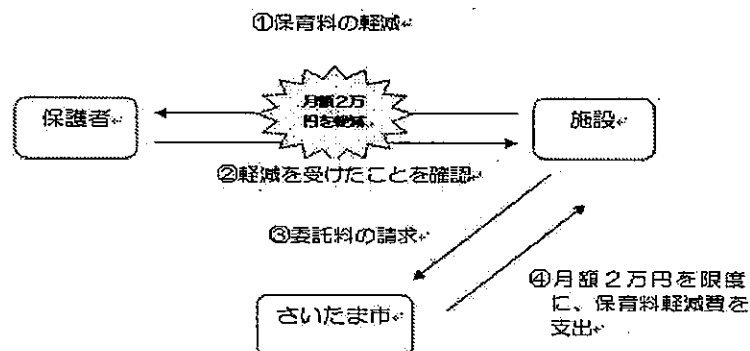 ①保育料の軽減
月額2万
円を軽減
保護者
施設
②軽減を受けたことを確認
③委託料の請求
④月額2万円を限度
に、保育料軽減費を
支出
さいたま市